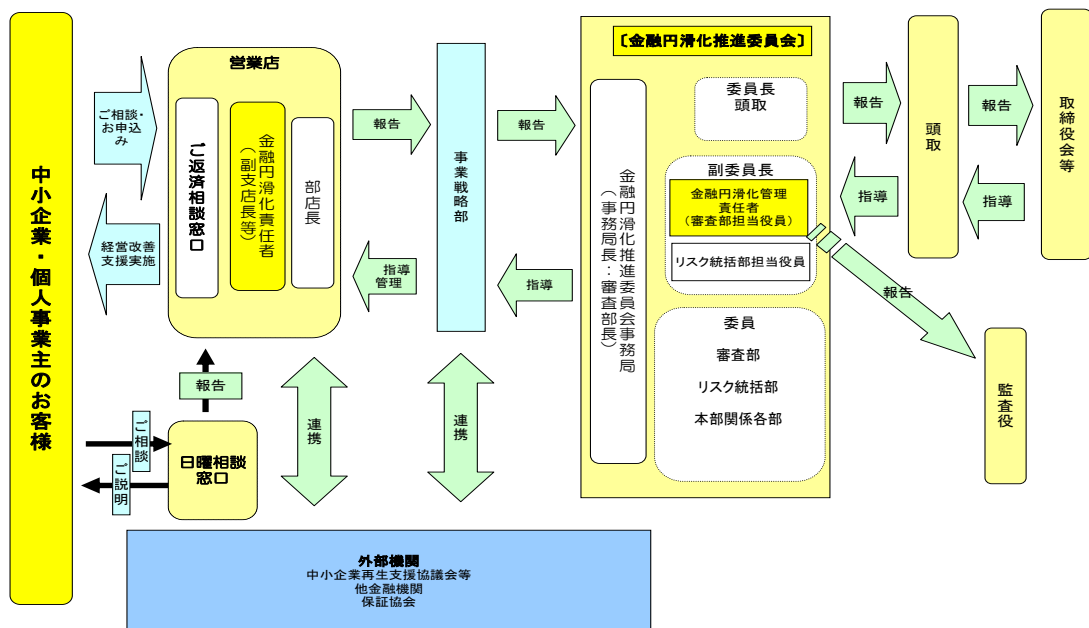 中小企業・個人事業主のお客様
ご相談・
お申込
み
経営改善
支援実施
営業店
ご返済相談窓口
金融円滑化責任者
（副支店長等）
部店長
報告
指導
管理
事業戦略部
報告
指導
〔金融円滑化推進委員会〕
金融円滑化推進委員会事務局
（事務局長：審査部長）
委員長
頭取
副委員長
金融円滑化管理
責任者
（審査部担当役員）
リスク統括部担当役員
委員
審査部
リスク統括部
本部関係各部
報告
指導
頭取
報告
指導
取締役会等
報告
監査役
報告
ご相談
ご説明
日曜相談
窓口
連携
連携
外部機関
中小企業再生支援協議会等
他金融機関
保証協会